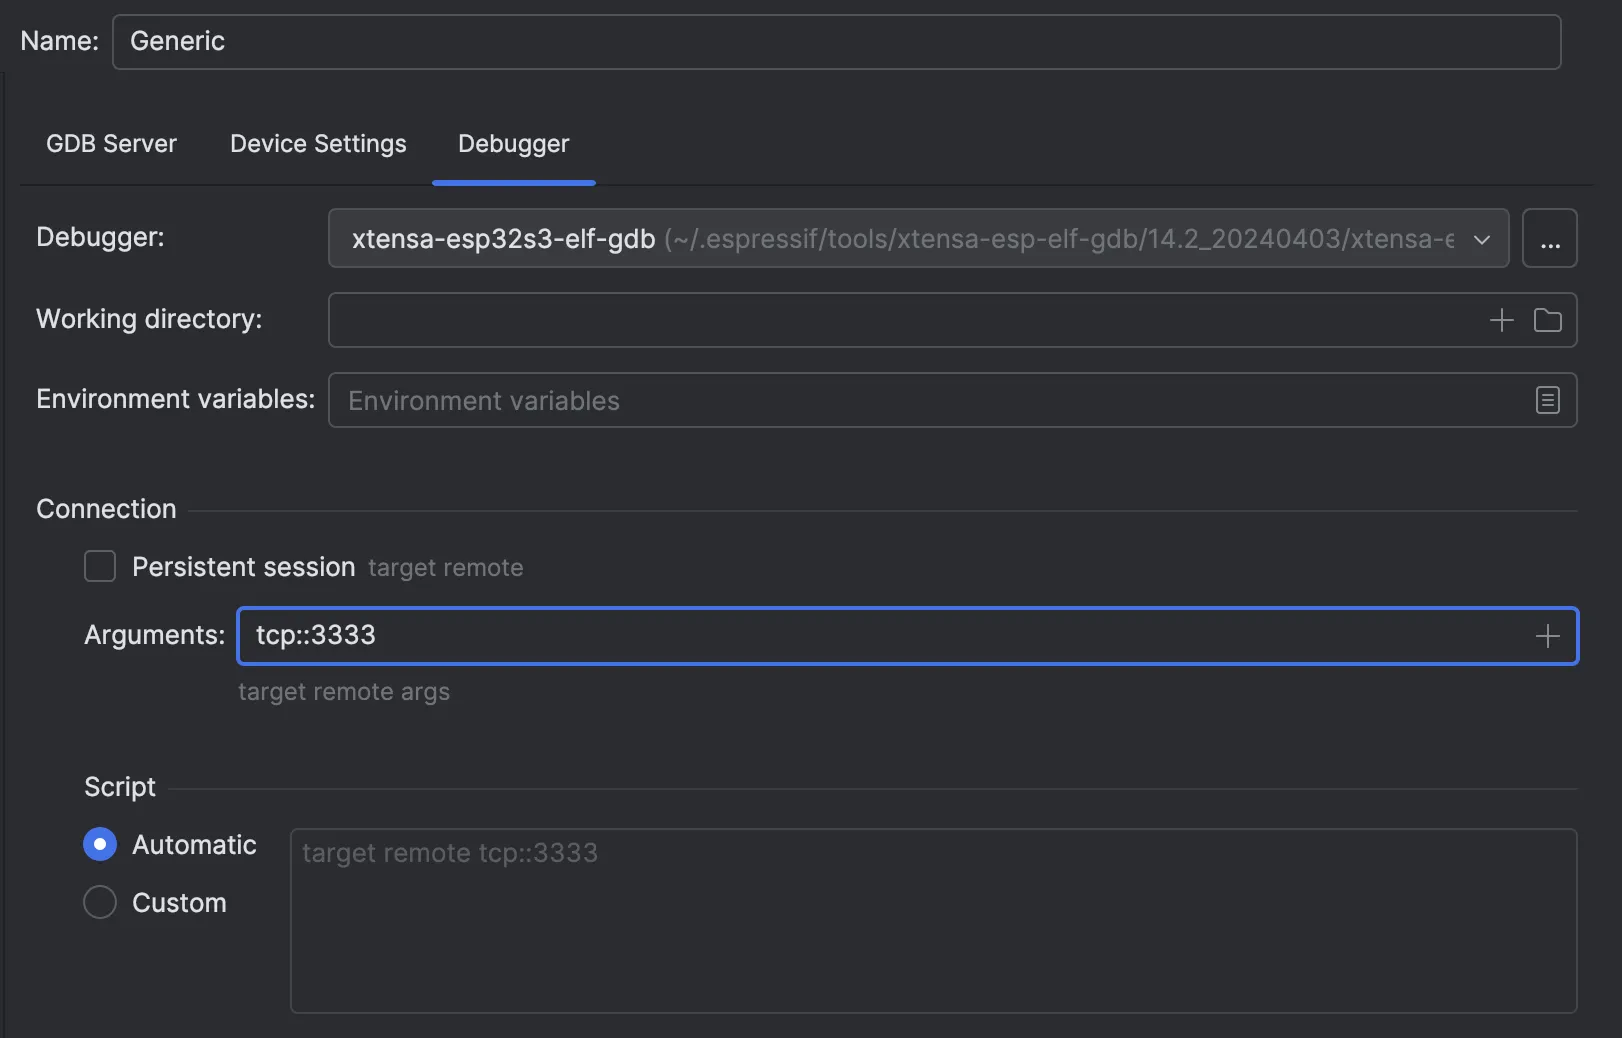 Name: Generic
GDB Server Device Settings Debugger
Debugger: xtensa-esp32s3-elf-gdb (~/.espressif/tools/xtensa-esp-elf-gdb/14.2_20240403/xtensa-e ...
Working directory:
Environment variables: Environment variables
Connection
Persistent session target remote
Arguments: tcp::3333
target remote args
Script
Automatic
target remote tcp::3333
Custom